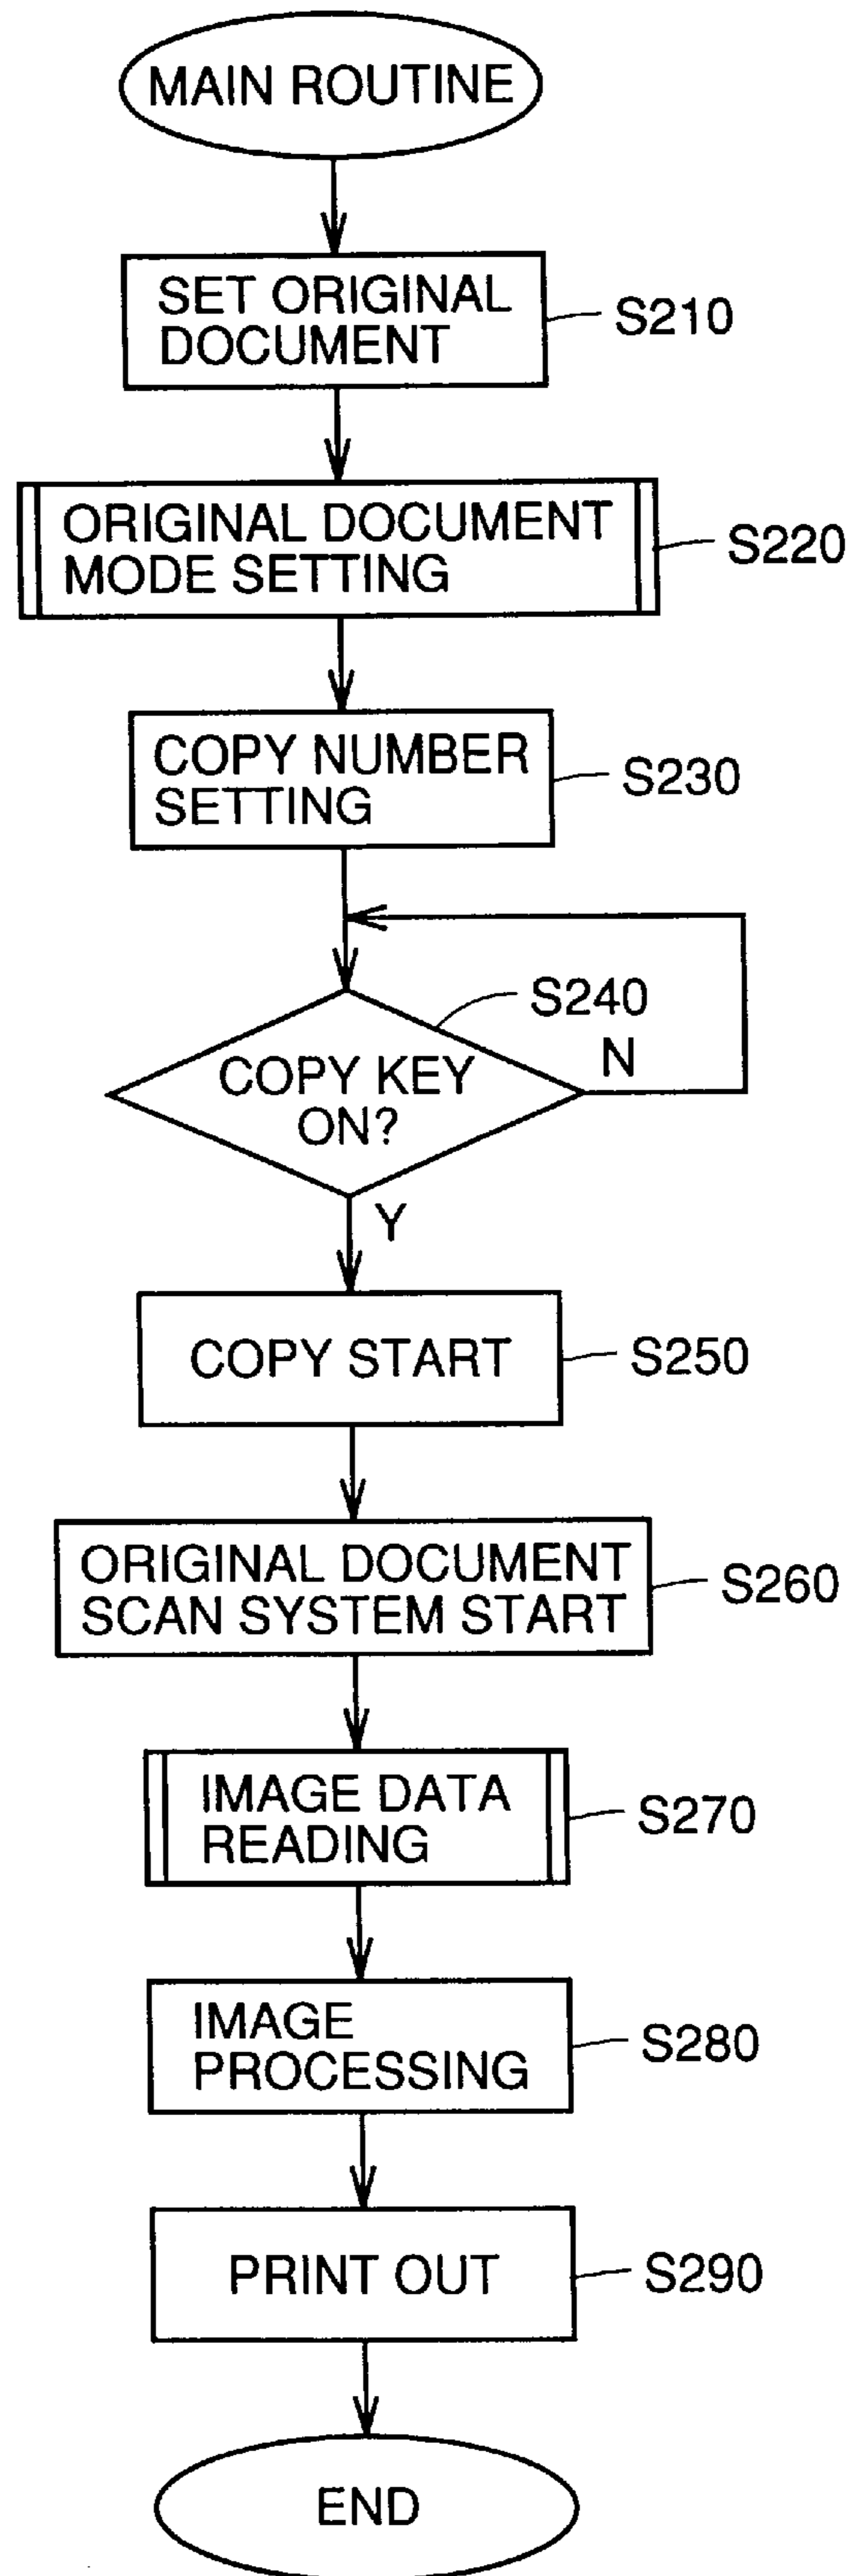 MAIN ROUTINE
SET ORIGINAL
DOCUMENT
S210
ORIGINAL DOCUMENT
MODE SETTING
S220
COPY NUMBER
SETTING
S230
S240
COPY KEY
ON?
N
Y
COPY START
S250
ORIGINAL DOCUMENT
SCAN SYSTEM START
S260
IMAGE DATA
READING
S270
IMAGE
PROCESSING
S280
PRINT OUT
S290
END